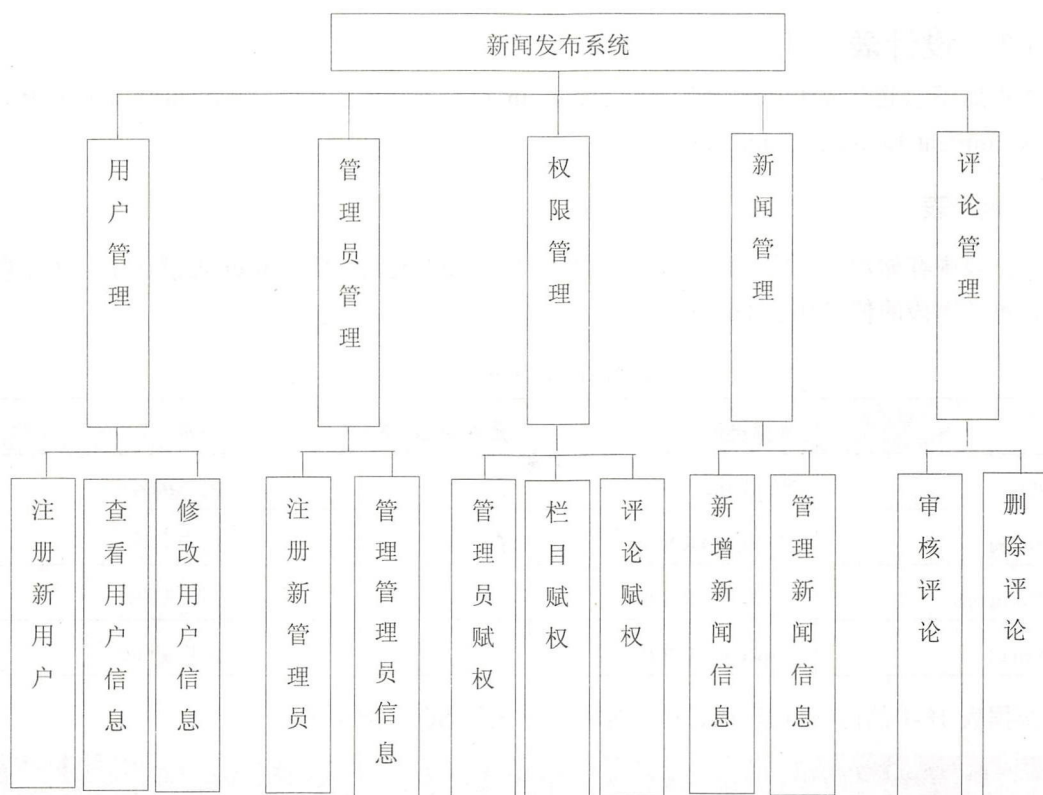 新闻发布系统
用户管理
管理员管理
权限管理
新闻管理
评论管理
注册新用户
查看用户信息
修改用户信息
注册新管理员
管理管理员信息
管理员赋权
栏目赋权
评论赋权
新增新闻信息
管理新闻信息
审核评论
删除评论